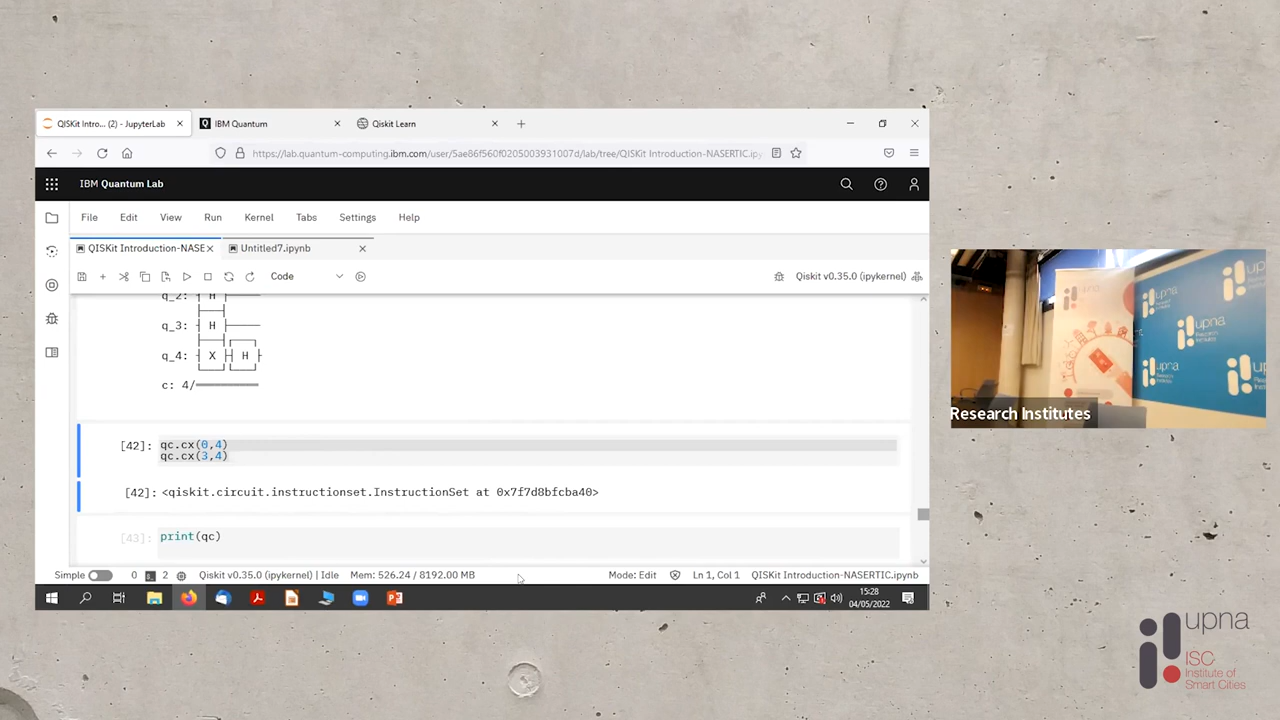 QISKit Intro... (2) - JupyterLab
IBM Quantum
Qiskit Learn
https://lab.quantum-computing.ibm.com/user/5ae86f560f0205003931007d/lab/tree/QISKit Introduction-NASERTIC.ipy
IBM Quantum Lab
File Edit View Run Kernel Tabs Settings Help
QISKit Introduction-NASE
Untitled7.ipynb
Code
Qiskit v0.35.0 (ipykernel)
q_2: H
q_3: H
q_4: X H
c: 4/
[42]: qc.cx(0,4)
qc.cx(3,4)
[42]: <qiskit.circuit.instructionset.InstructionSet at 0x7f7d8bfcba40>
[43]: print(qc)
Simple 0 2 Qiskit v0.35.0 (ipykernel) | Idle Mem: 526.24 / 8192.00 MB Mode: Edit Ln 1, Col 1 QISKit Introduction-NASERTIC.ipynb
15:28
04/05/2022
upna
upna
upna
upna
Research Institutes
upna
ISC
Institute of
Smart Cities